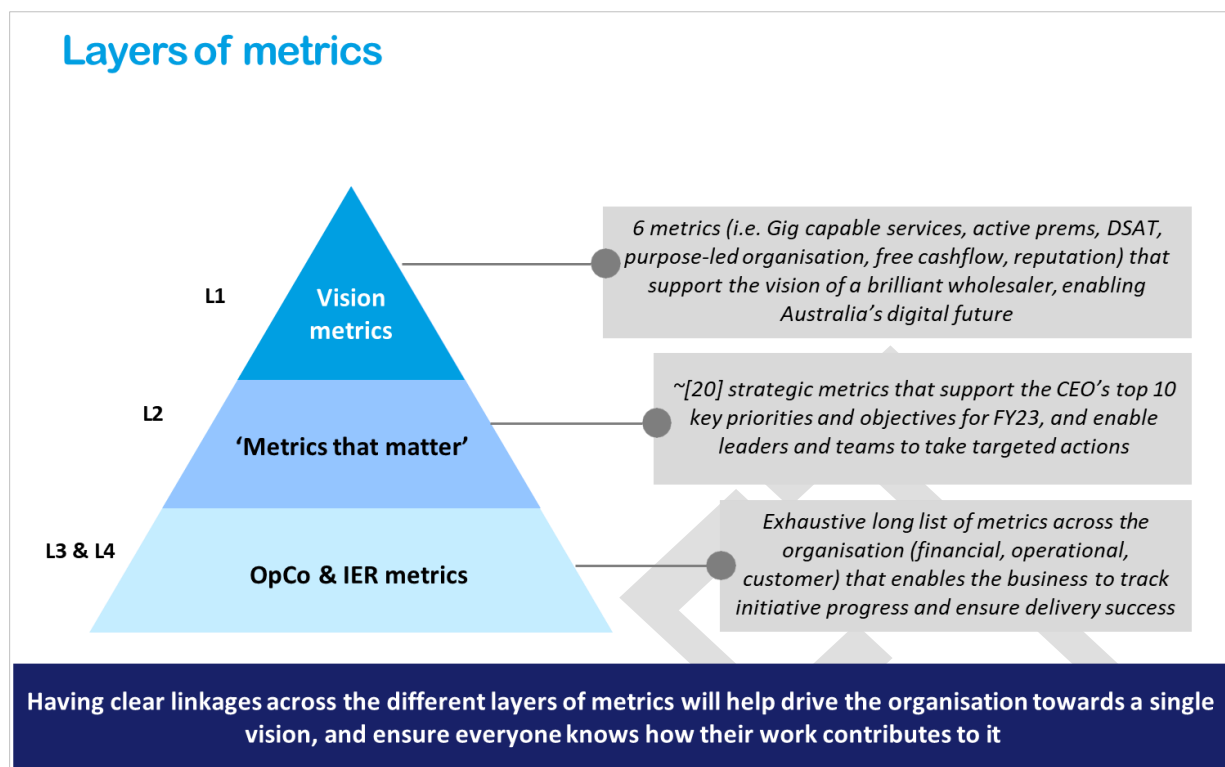 Layers of metrics
L1
Vision
metrics
6 metrics (i.e. Gig capable services, active prems, DSAT,
purpose-led organisation, free cashflow, reputation) that
support the vision of a brilliant wholesaler, enabling
Australia's digital future
L2
'Metrics that matter'
~[20] strategic metrics that support the CEO's top 10
key priorities and objectives for FY23, and enable
leaders and teams to take targeted actions
L3 & L4
OpCo & IER metrics
Exhaustive long list of metrics across the
organisation (financial, operational,
customer) that enables the business to track
initiative progress and ensure delivery success
Having clear linkages across the different layers of metrics will help drive the organisation towards a single
vision, and ensure everyone knows how their work contributes to it